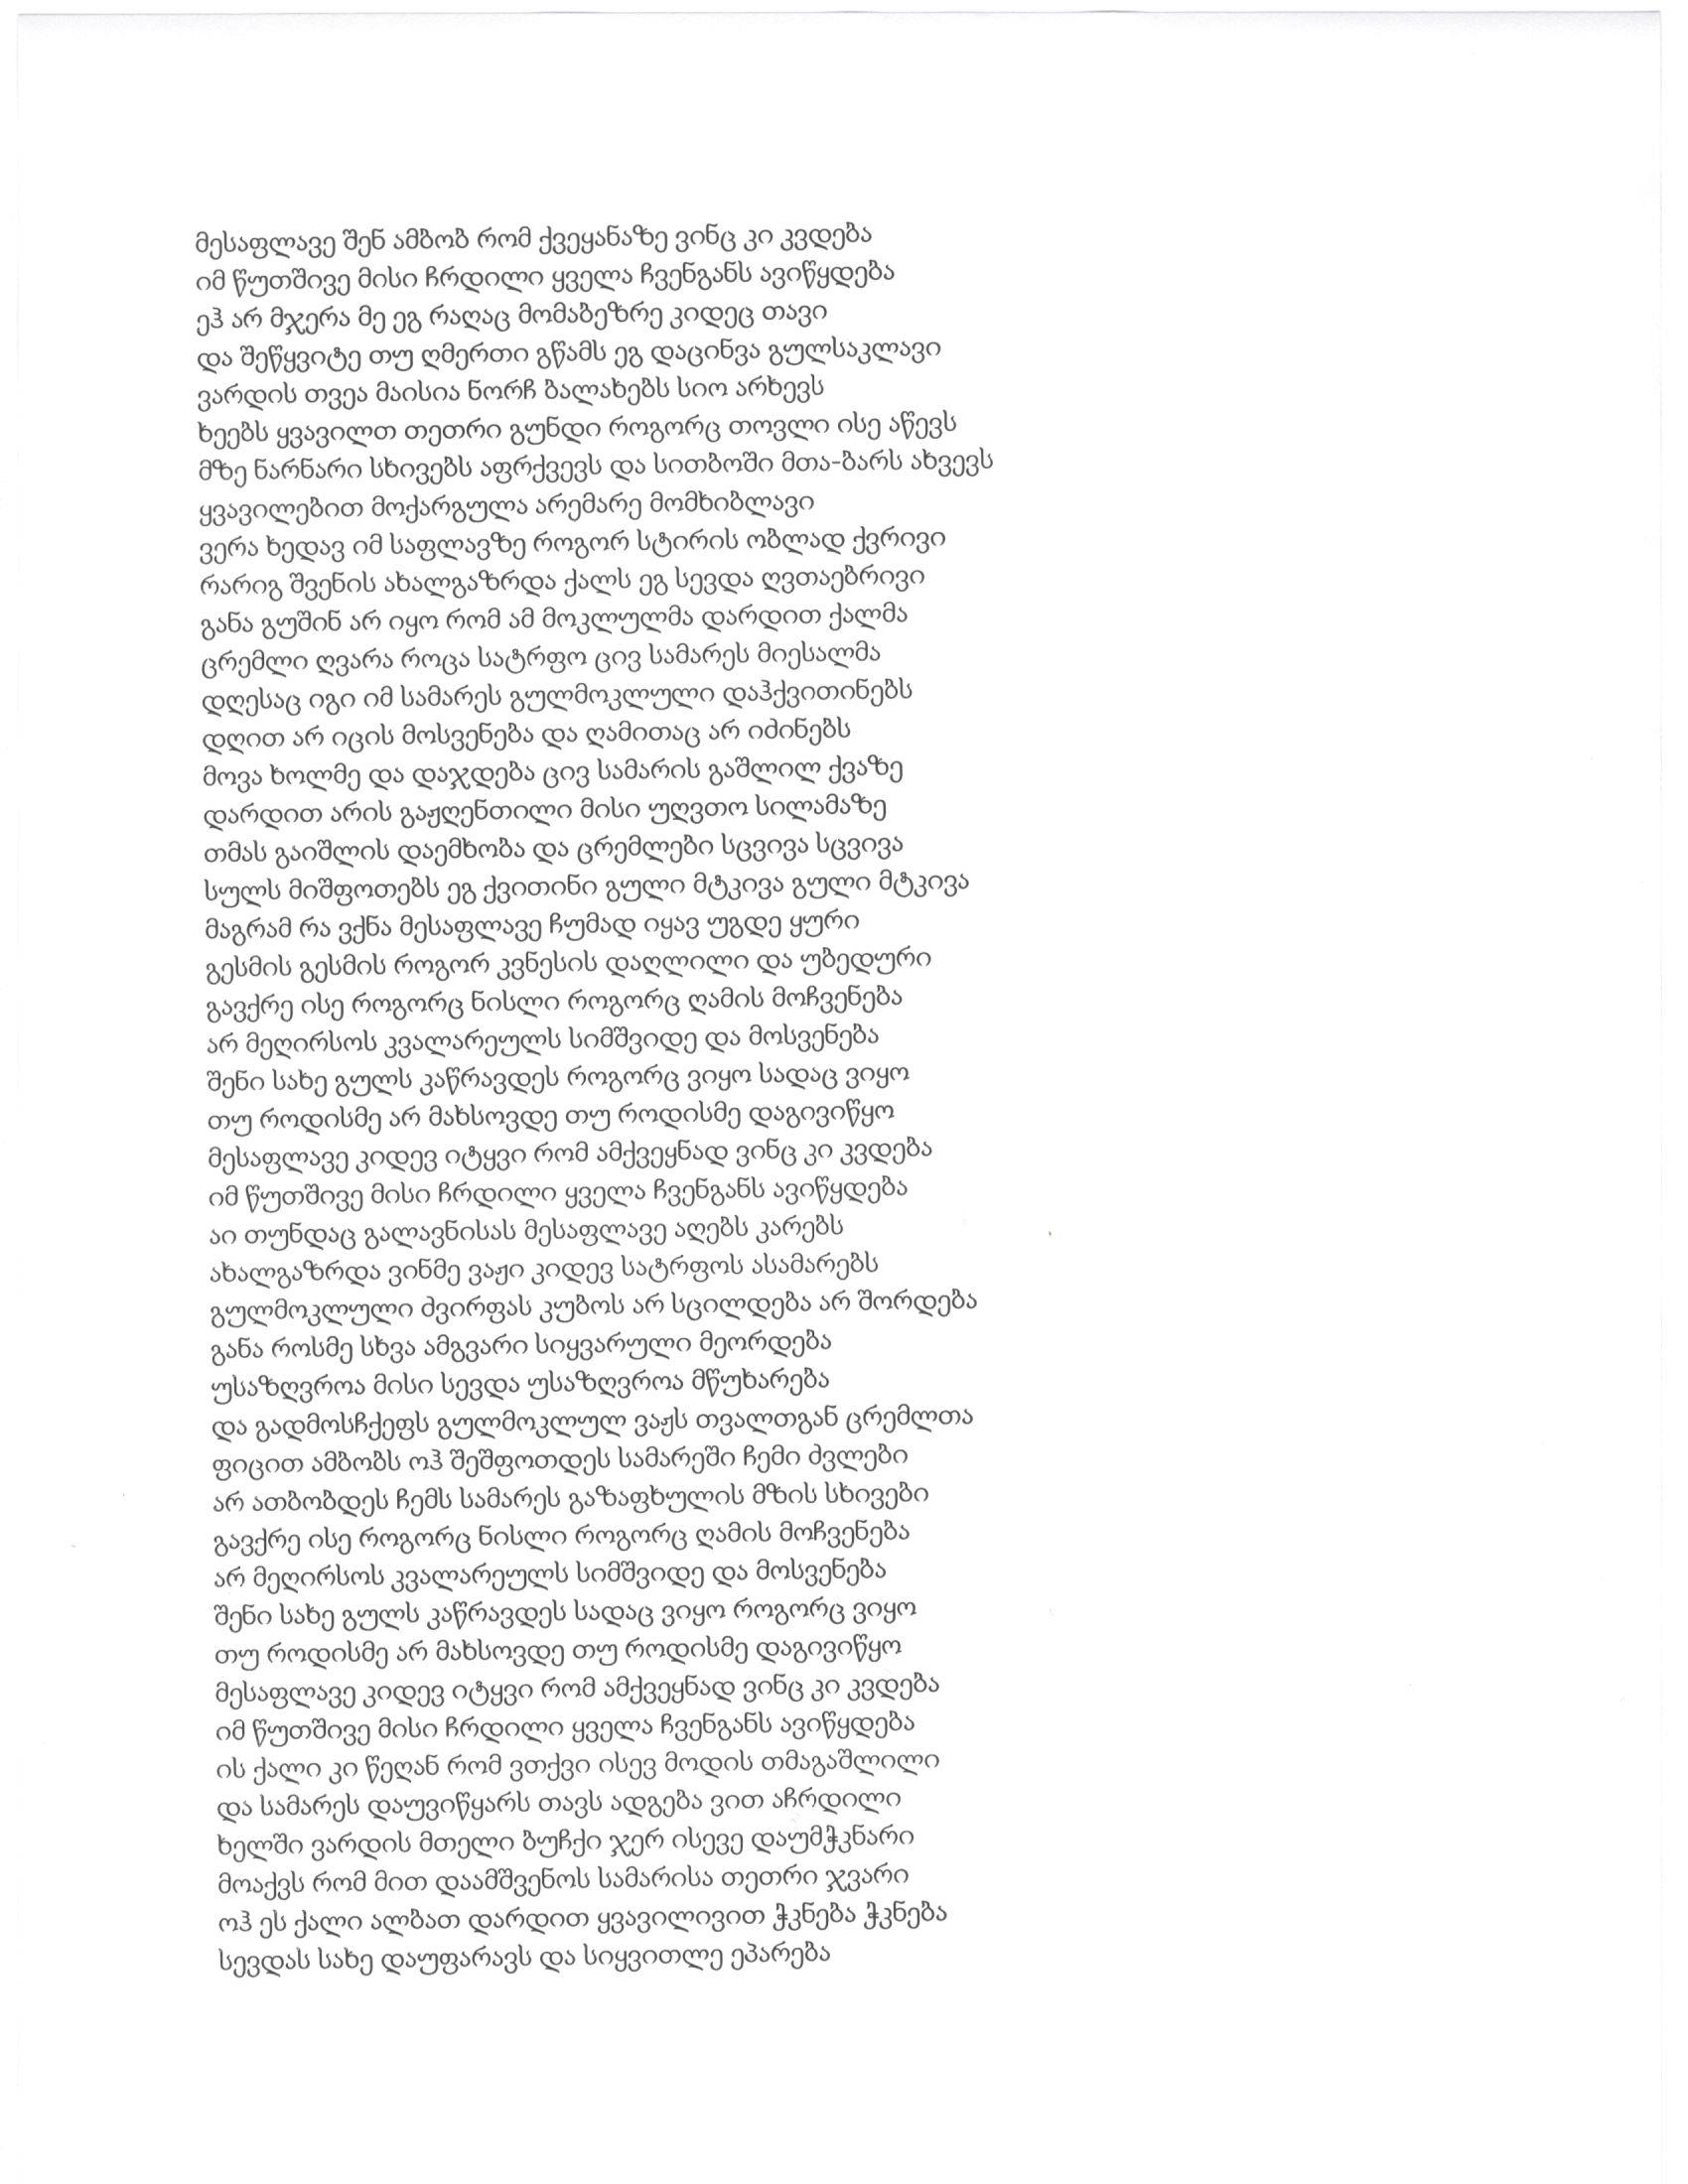 მესაფლავე შენ ამბობ რომ ქვეყანაზე ვინც კი კვდება
იმ წუთშივე მისი ჩრდილი ყველა ჩვენგანს ავიწყდება
ეჰ არ მჯერა მე ეგ რაღაც მომაბეზრე კიდეც თავი
და შეწყვიტე თუ ღმერთი გწამს ეგ დაცინვა გულსაკლავი
ვარდის თვეა მაისია ნორჩ ბალახებს სიო არხევს
ხეებს ყვავილთ თეთრი გუნდი როგორც თოვლი ისე აწევს
მზე ნარნარი სხივებს აფრქვევს და სითბოში მთა-ბარს ახვევს
ყვავილებით მოქარგულა არემარე მომხიბლავი
ვერა ხედავ იმ საფლავზე როგორ სტირის ობლად ქვრივი
რარიგ შვენის ახალგაზრდა ქალს ეგ სევდა ღვთაებრივი
განა გუშინ არ იყო რომ ამ მოკლულმა დარდით ქალმა
ცრემლი ღვარა როცა სატრფო ცივ სამარეს მიესალმა
დღესაც იგი იმ სამარეს გულმოკლული დაჰქვითინებს
დღით არ იცის მოსვენება და ღამითაც არ იძინებს
მოვა ხოლმე და დაჯდება ცივ სამარის გაშლილ ქვაზე
დარდით არის გაჟღენთილი მისი უღვთო სილამაზე
თმას გაიშლის დაემხობა და ცრემლები სცვივა სცვივა
სულს მიშფოთებს ეგ ქვითინი გული მტკივა გული მტკივა
მაგრამ რა ვქნა მესაფლავე ჩუმად იყავ უგდე ყური
გესმის გესმის როგორ კვნესის დაღლილი და უბედური
გავქრე ისე როგორც ნისლი როგორც ღამის მოჩვენება
არ მეღირსოს კვალარეულს სიმშვიდე და მოსვენება
შენი სახე გულს კაწრავდეს როგორც ვიყო სადაც ვიყო
თუ როდისმე არ მახსოვდე თუ როდისმე დაგივიწყო
მესაფლავე კიდევ იტყვი რომ ამქვეყნად ვინც კი კვდება
იმ წუთშივე მისი ჩრდილი ყველა ჩვენგანს ავიწყდება
აი თუნდაც გალავნისას მესაფლავე აღებს კარებს
ახალგაზრდა ვინმე ვაჟი კიდევ სატრფოს ასამარებს
გულმოკლული ძვირფას კუბოს არ სცილდება არ შორდება
განა როსმე სხვა ამგვარი სიყვარული მეორდება
უსაზღვროა მისი სევდა უსაზღვროა მწუხარება
და გადმოსჩქეფს გულმოკლულ ვაჟს თვალთგან ცრემლთა
ფიცით ამბობს ოჰ შეშფოთდეს სამარეში ჩემი ძვლები
არ ათბობდეს ჩემს სამარეს გაზაფხულის მზის სხივები
გავქრე ისე როგორც ნისლი როგორც ღამის მოჩვენება
არ მეღირსოს კვალარეულს სიმშვიდე და მოსვენება
შენი სახე გულს კაწრავდეს სადაც ვიყო როგორც ვიყო
თუ როდისმე არ მახსოვდე თუ როდისმე დაგივიწყო
მესაფლავე კიდევ იტყვი რომ ამქვეყნად ვინც კი კვდება
იმ წუთშივე მისი ჩრდილი ყველა ჩვენგანს ავიწყდება
ის ქალი კი წეღან რომ ვთქვი ისევ მოდის თმაგაშლილი
და სამარეს დაუვიწყარს თავს ადგება ვით აჩრდილი
ხელში ვარდის მთელი ბუჩქი ჯერ ისევე დაუმჭკნარი
მოაქვს რომ მით დაამშვენოს სამარისა თეთრი ჯვარი
ოჰ ეს ქალი ალბათ დარდით ყვავილივით ჭკნება ჭკნება
სევდას სახე დაუფარავს და სიყვითლე ეპარება